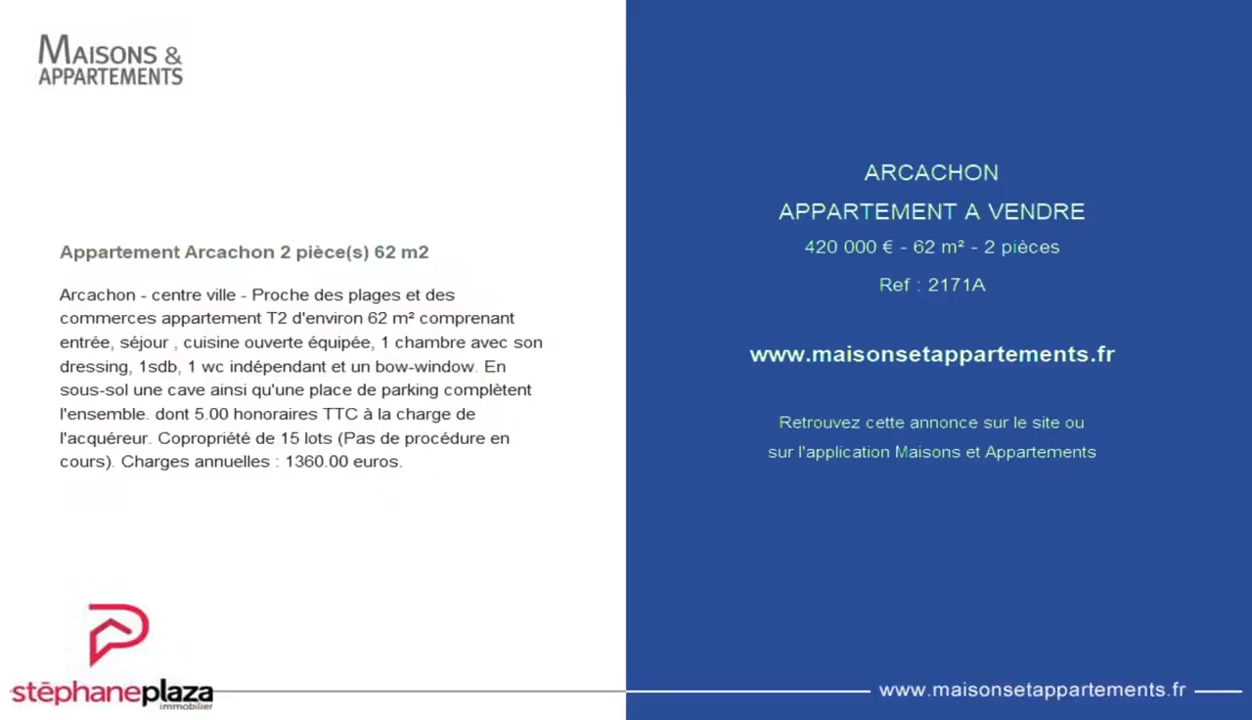 MAISONS &
APPARTEMENTS
Appartement Arcachon 2 pièce(s) 62 m2
Arcachon - centre ville - Proche des plages et des
commerces appartement T2 d'environ 62 m² comprenant
entrée, séjour , cuisine ouverte équipée, 1 chambre avec son
dressing, 1sdb, 1 wc indépendant et un bow-window. En
sous-sol une cave ainsi qu'une place de parking complètent
l'ensemble. dont 5.00 honoraires TTC à la charge de
l'acquéreur. Copropriété de 15 lots (Pas de procédure en
cours). Charges annuelles : 1360.00 euros.
stéphaneplaza
immobilier
ARCACHON
APPARTEMENT A VENDRE
420 000 € - 62 m² - 2 pièces
Ref : 2171A
www.maisonsetappartements.fr
Retrouvez cette annonce sur le site ou
sur l'application Maisons et Appartements
www.maisonsetappartements.fr